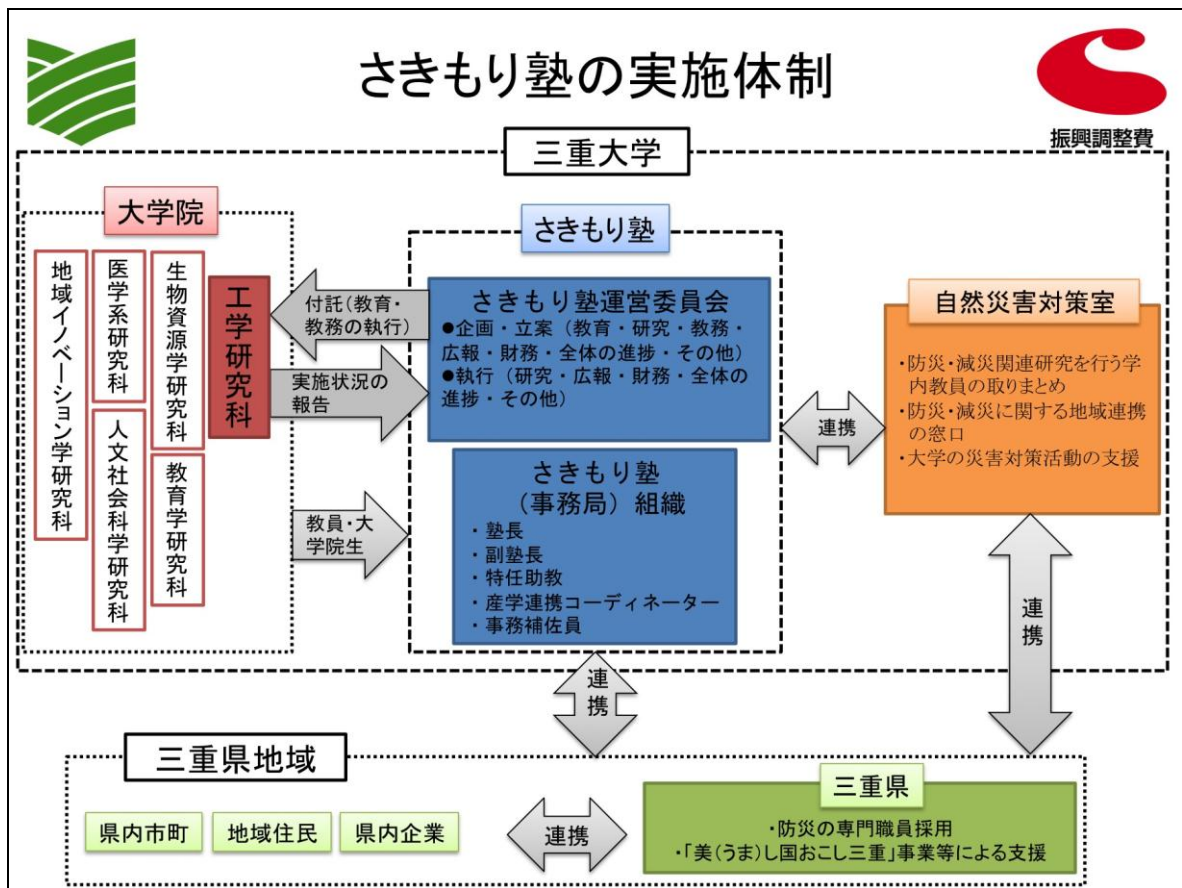 さきもり塾の実施体制
振興調整費
三重大学
大学院
地域イノベーション学研究科
医学系研究科
人文社会科学研究科
生物資源学研究科
教育学研究科
工学研究科
付託(教育・
教務の執行)
実施状況の
報告
教員・大
学院生
さきもり塾
さきもり塾運営委員会
●企画・立案（教育・研究・教務・
広報・財務・全体の進捗・その他）
●執行（研究・広報・財務・全体の
進捗・その他）
さきもり塾
（事務局）組織
・塾長
・副塾長
・特任助教
・産学連携コーディネーター
・事務補佐員
連携
自然災害対策室
・防災・減災関連研究を行う学
内教員の取りまとめ
・防災・減災に関する地域連携
の窓口
・大学の災害対策活動の支援
連携
連携
三重県地域
県内市町
地域住民
県内企業
連携
三重県
・防災の専門職員採用
・「美(うま)し国おこし三重」事業等による支援